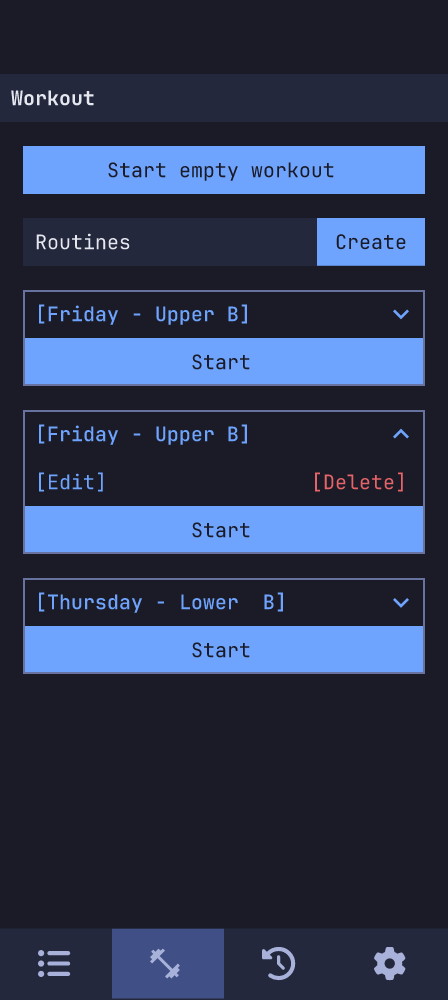 Workout
Start empty workout
Routines Create
[Friday - Upper B]
Start
[Friday - Upper B]
[Edit] [Delete]
Start
[Thursday - Lower  B]
Start